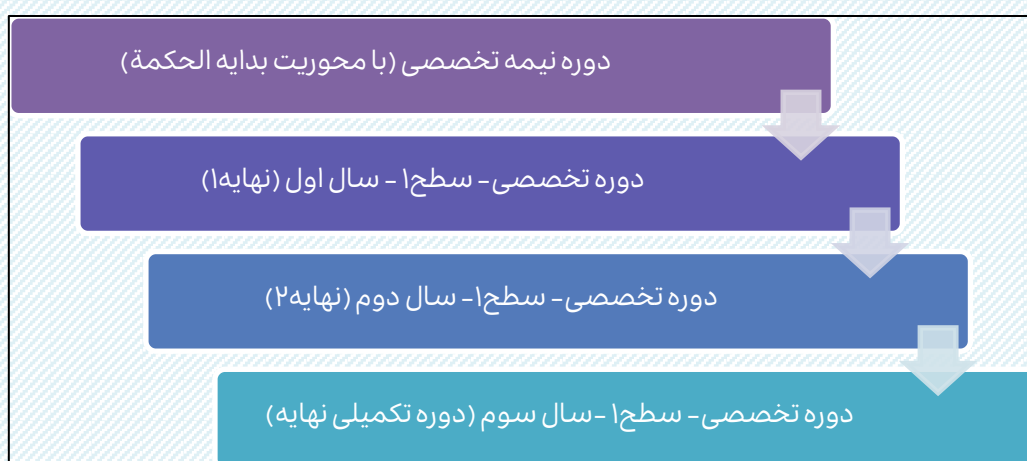 دوره نیمه تخصصی (با محوریت بدایه الحکمة)
دوره تخصصی- سطح۱ - سال اول (نهایه۱)
دوره تخصصی- سطح۱- سال دوم (نهایه۲)
دوره تخصصی- سطح۱ -سال سوم (دوره تکمیلی نهایه)